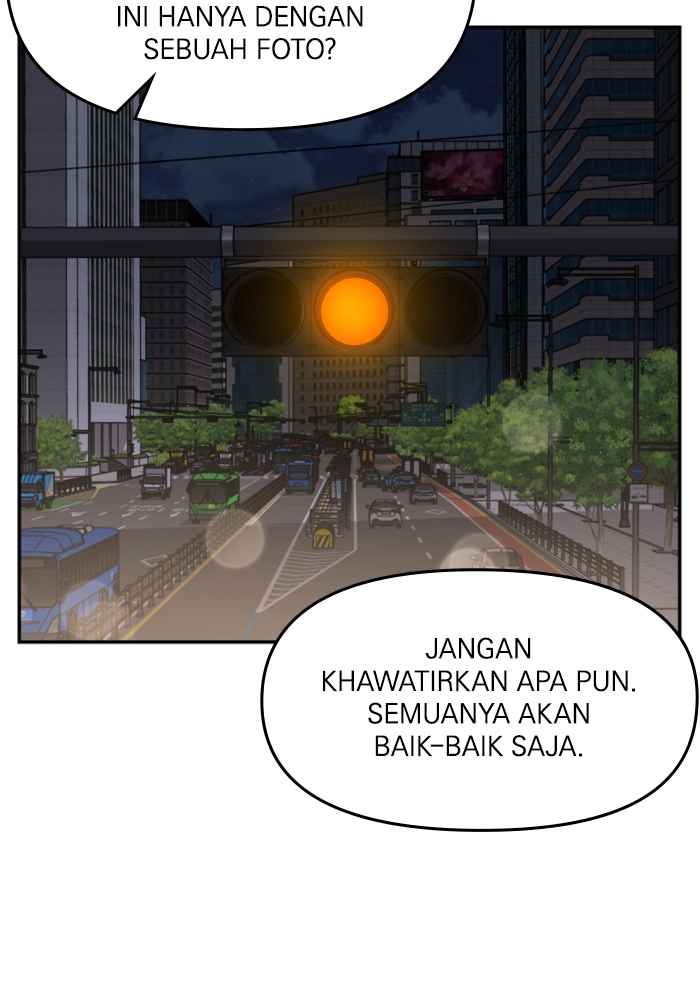 INI HANYA DENGAN
SEBUAH FOTO?
JANGAN
KHAWATIRKAN APA PUN.
SEMUANYA AKAN
BAIK-BAIK SAJA.